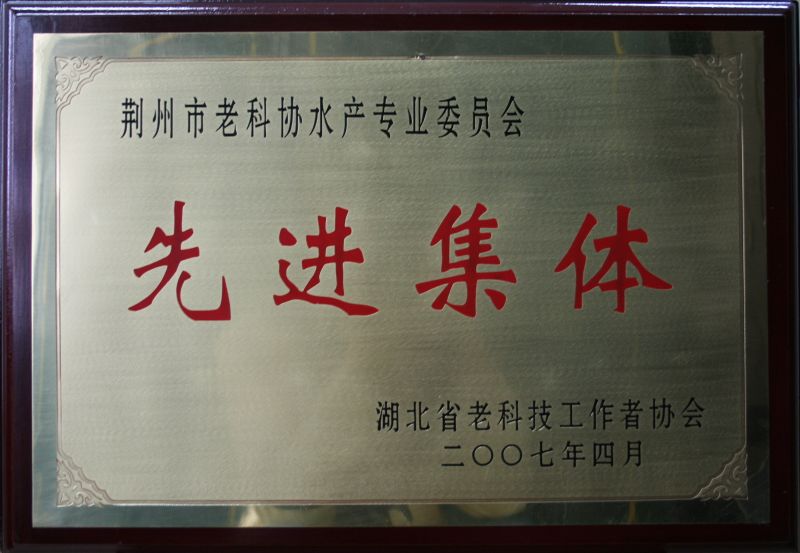 荆州市老科协水产专业委员会
先进集体
湖北省老科技工作者协会
二〇〇七年四月